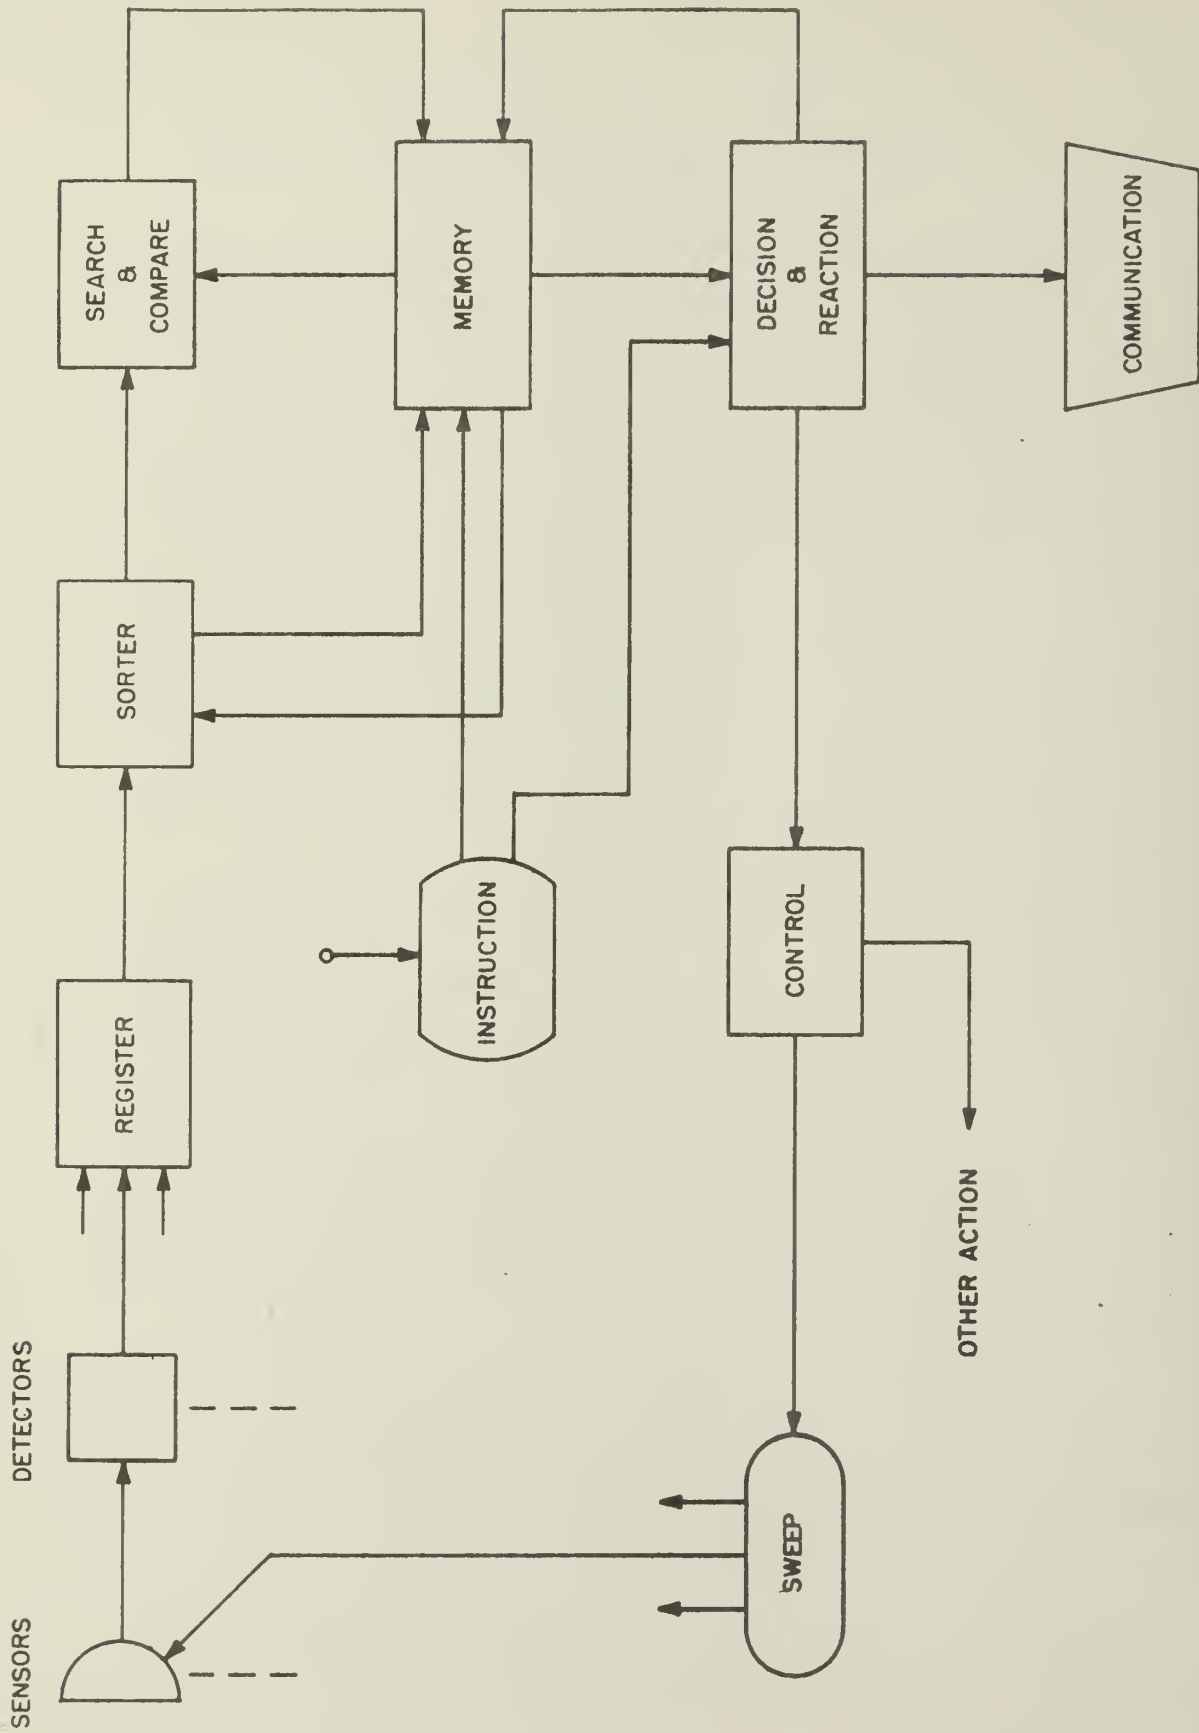 SENSORS
DETECTORS
REGISTER
SORTER
SEARCH
&
COMPARE
INSTRUCTION
MEMORY
SWEEP
CONTROL
DECISION
&
REACTION
OTHER ACTION
COMMUNICATION